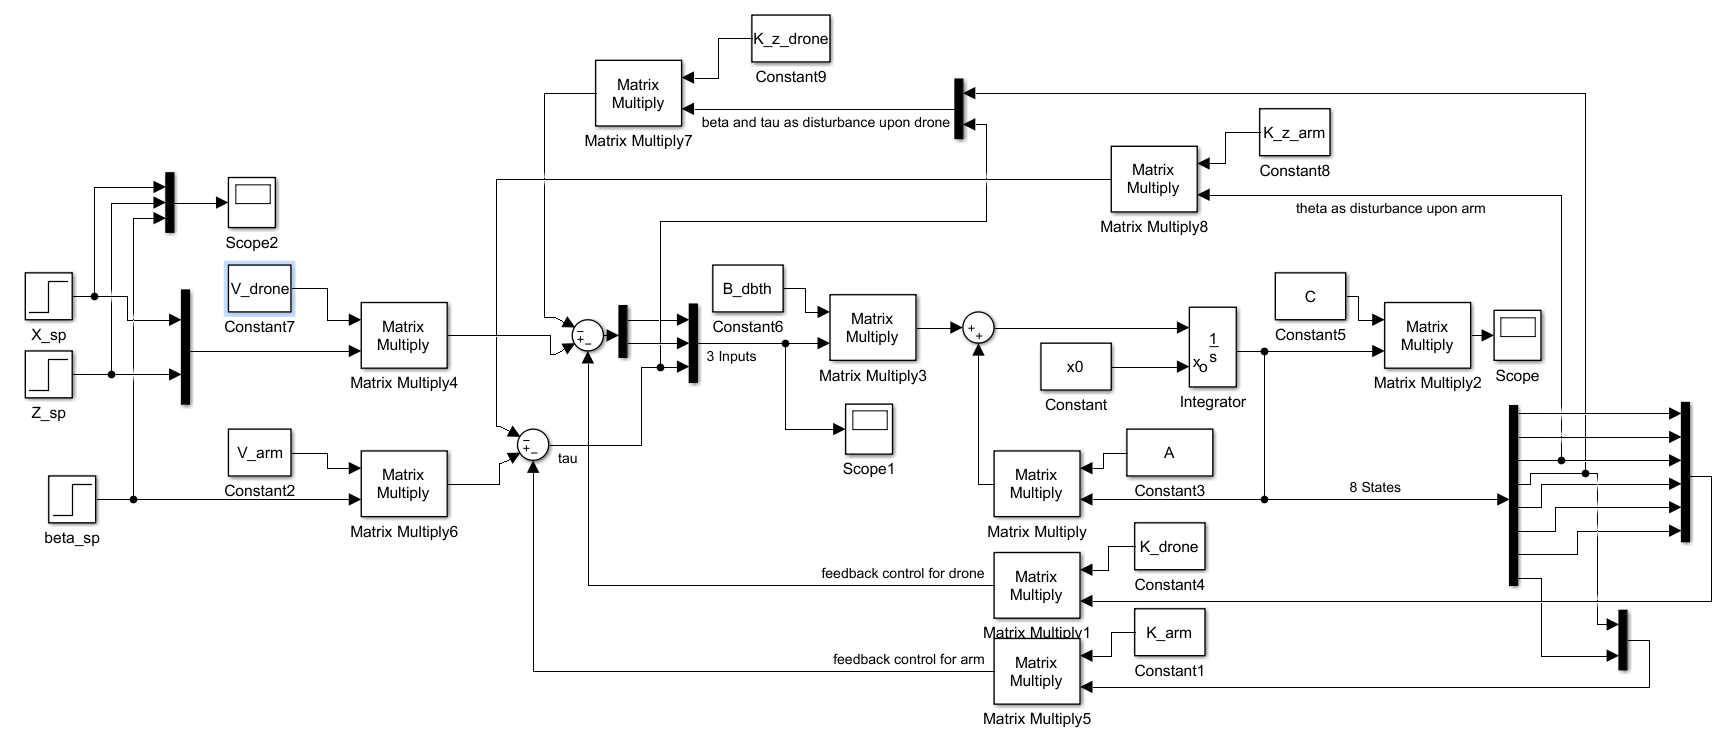 K_z_drone
Constant9
Matrix
Multiply
Matrix Multiply7
beta and tau as disturbance upon drone
K_z_arm
Constant8
Matrix
Multiply
Matrix Multiply8
theta as disturbance upon arm
Scope2
X_sp
Z_sp
beta_sp
V_drone
Constant7
Matrix
Multiply
Matrix Multiply4
V_arm
Constant2
Matrix
Multiply
Matrix Multiply6
−
+
−
−
+
−
tau
3 Inputs
B_dbth
Constant6
Matrix
Multiply
Matrix Multiply3
Scope1
+
+
x0
Constant
1
s
xo
Integrator
C
Constant5
Matrix
Multiply
Matrix Multiply2
Scope
A
Constant3
Matrix
Multiply
Matrix Multiply
8 States
K_drone
Constant4
feedback control for drone
Matrix
Multiply
Matrix Multiply1
K_arm
Constant1
feedback control for arm
Matrix
Multiply
Matrix Multiply5